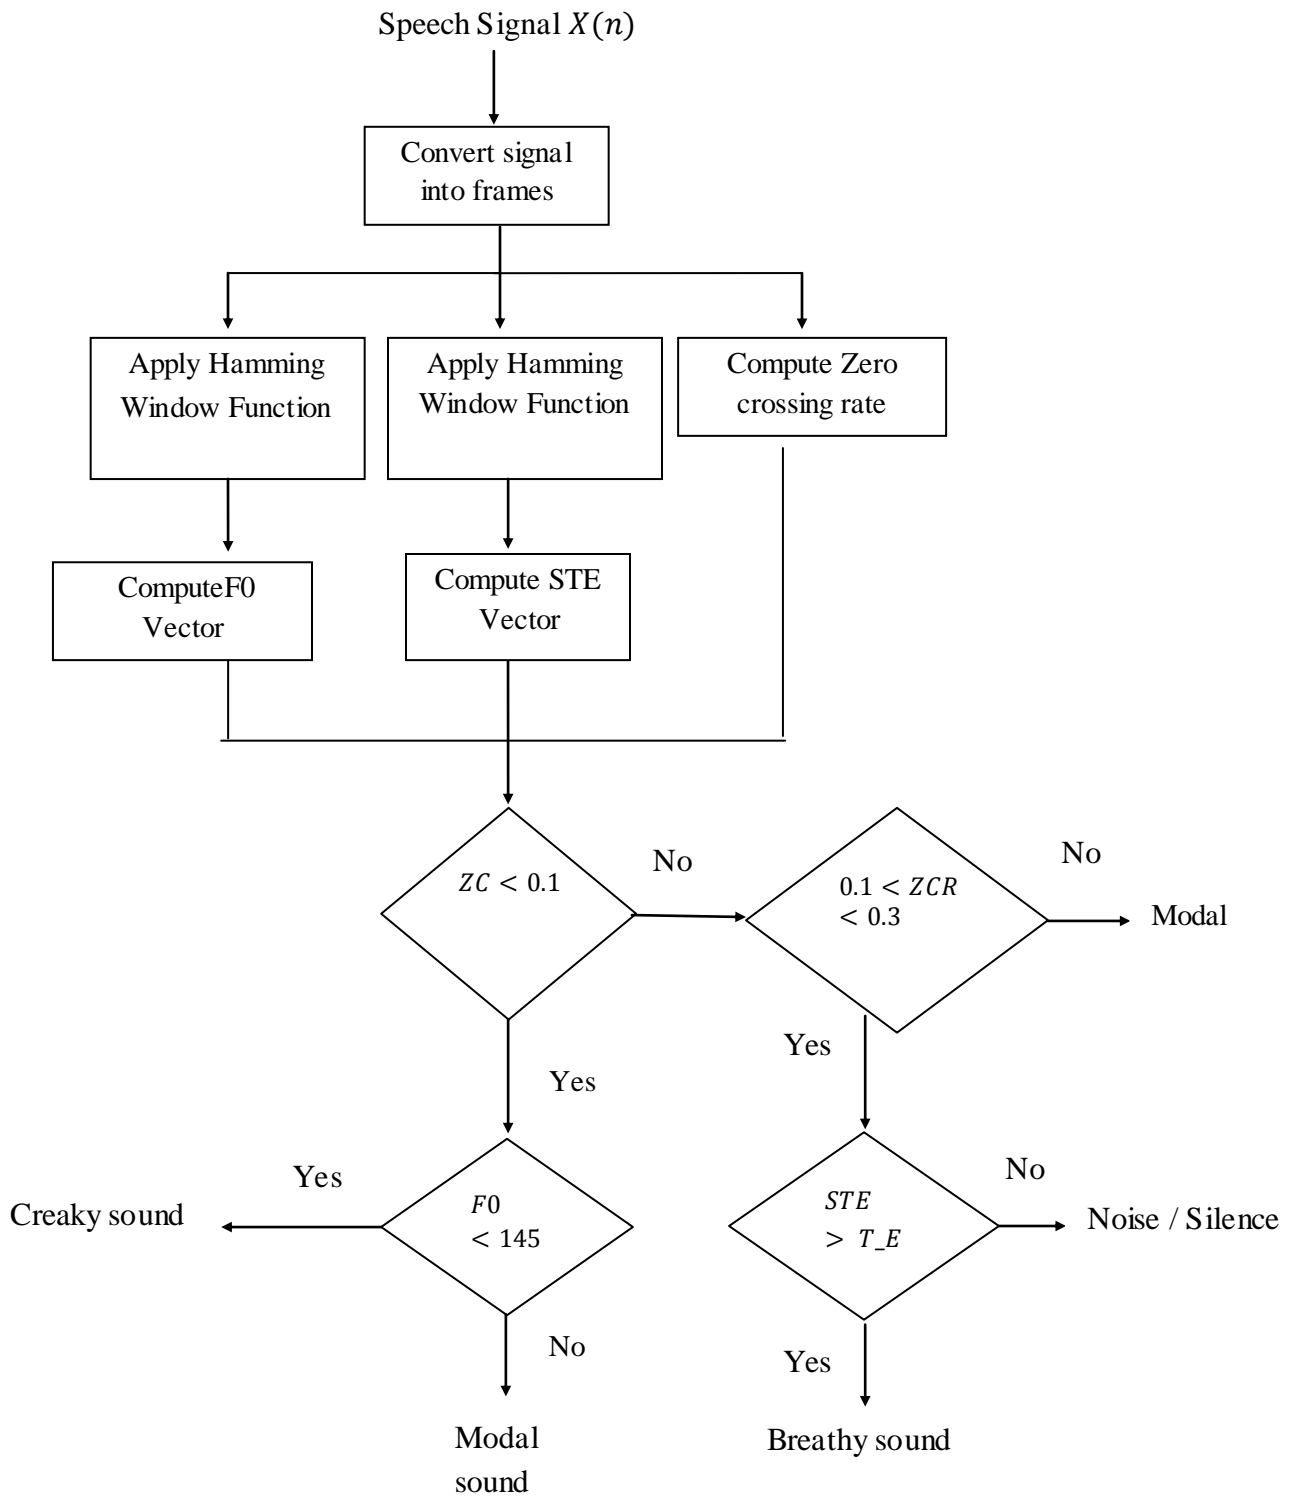 Speech Signal X(n)
Convert signal
into frames
Apply Hamming
Window Function
Apply Hamming
Window Function
Compute Zero
crossing rate
ComputeF0
Vector
Compute STE
Vector
ZC < 0.1
No
0.1 < ZCR
< 0.3
No
Modal
Yes
Yes
Yes
Creaky sound
F0
< 145
No
Modal
sound
STE
> T_E
No
Noise / Silence
Yes
Breathy sound